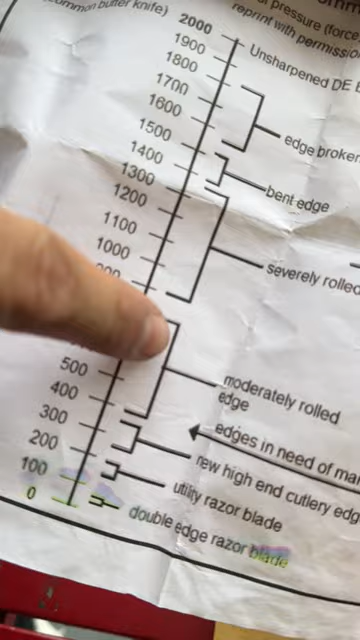 common butter knife)
pressure (force
reprint with permissio
2000
1900
Unsharpened DE
1800
1700
1600
edge broken
1500
1400
bent edge
1300
1200
1100
1000
severely rolled
500
moderately rolled
edge
400
300
edges in need of
200
new high end cutlery edg
100
utility razor blade
0
double edge razor blade